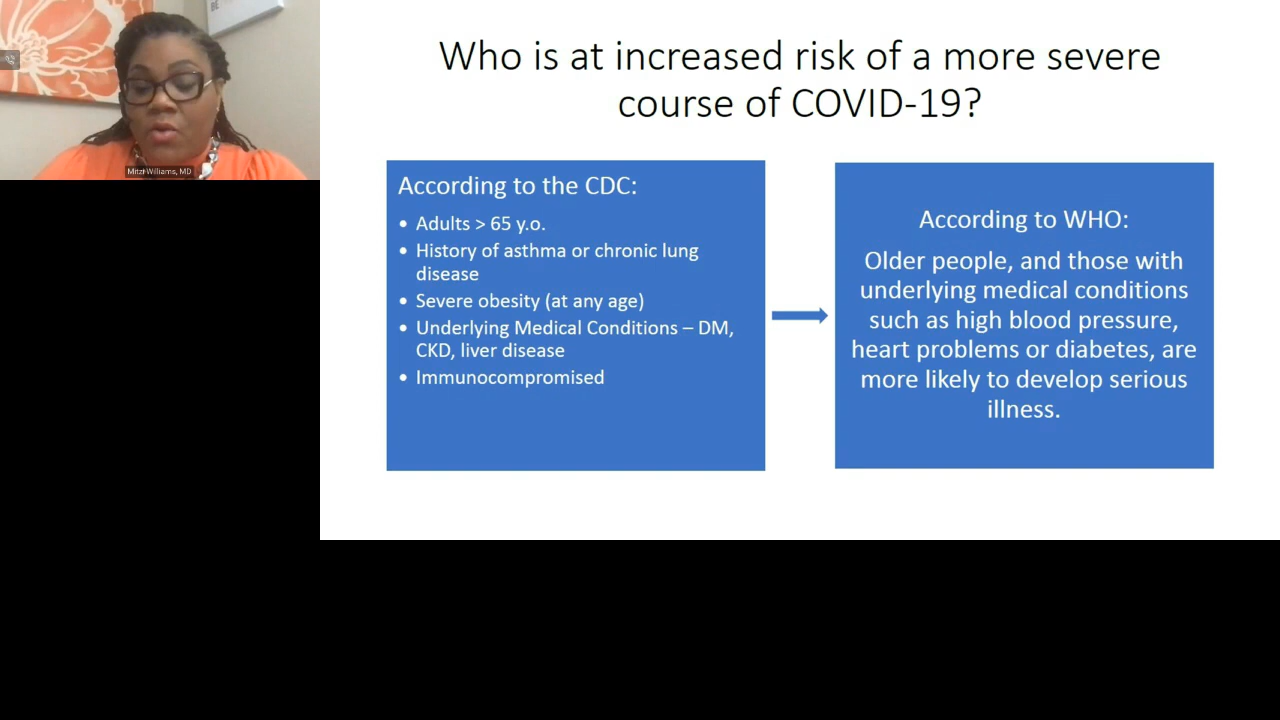 BE
Mitzi Williams, MD
Who is at increased risk of a more severe
course of COVID-19?
According to the CDC:
• Adults > 65 y.o.
• History of asthma or chronic lung
disease
• Severe obesity (at any age)
• Underlying Medical Conditions – DM,
CKD, liver disease
• Immunocompromised
According to WHO:
Older people, and those with
underlying medical conditions
such as high blood pressure,
heart problems or diabetes, are
more likely to develop serious
illness.